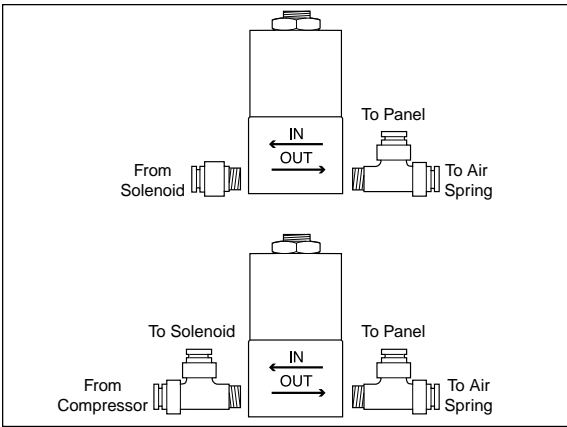 To Panel
IN
OUT
From
Solenoid
To Air
Spring
To Solenoid
To Panel
IN
OUT
From
Compressor
To Air
Spring